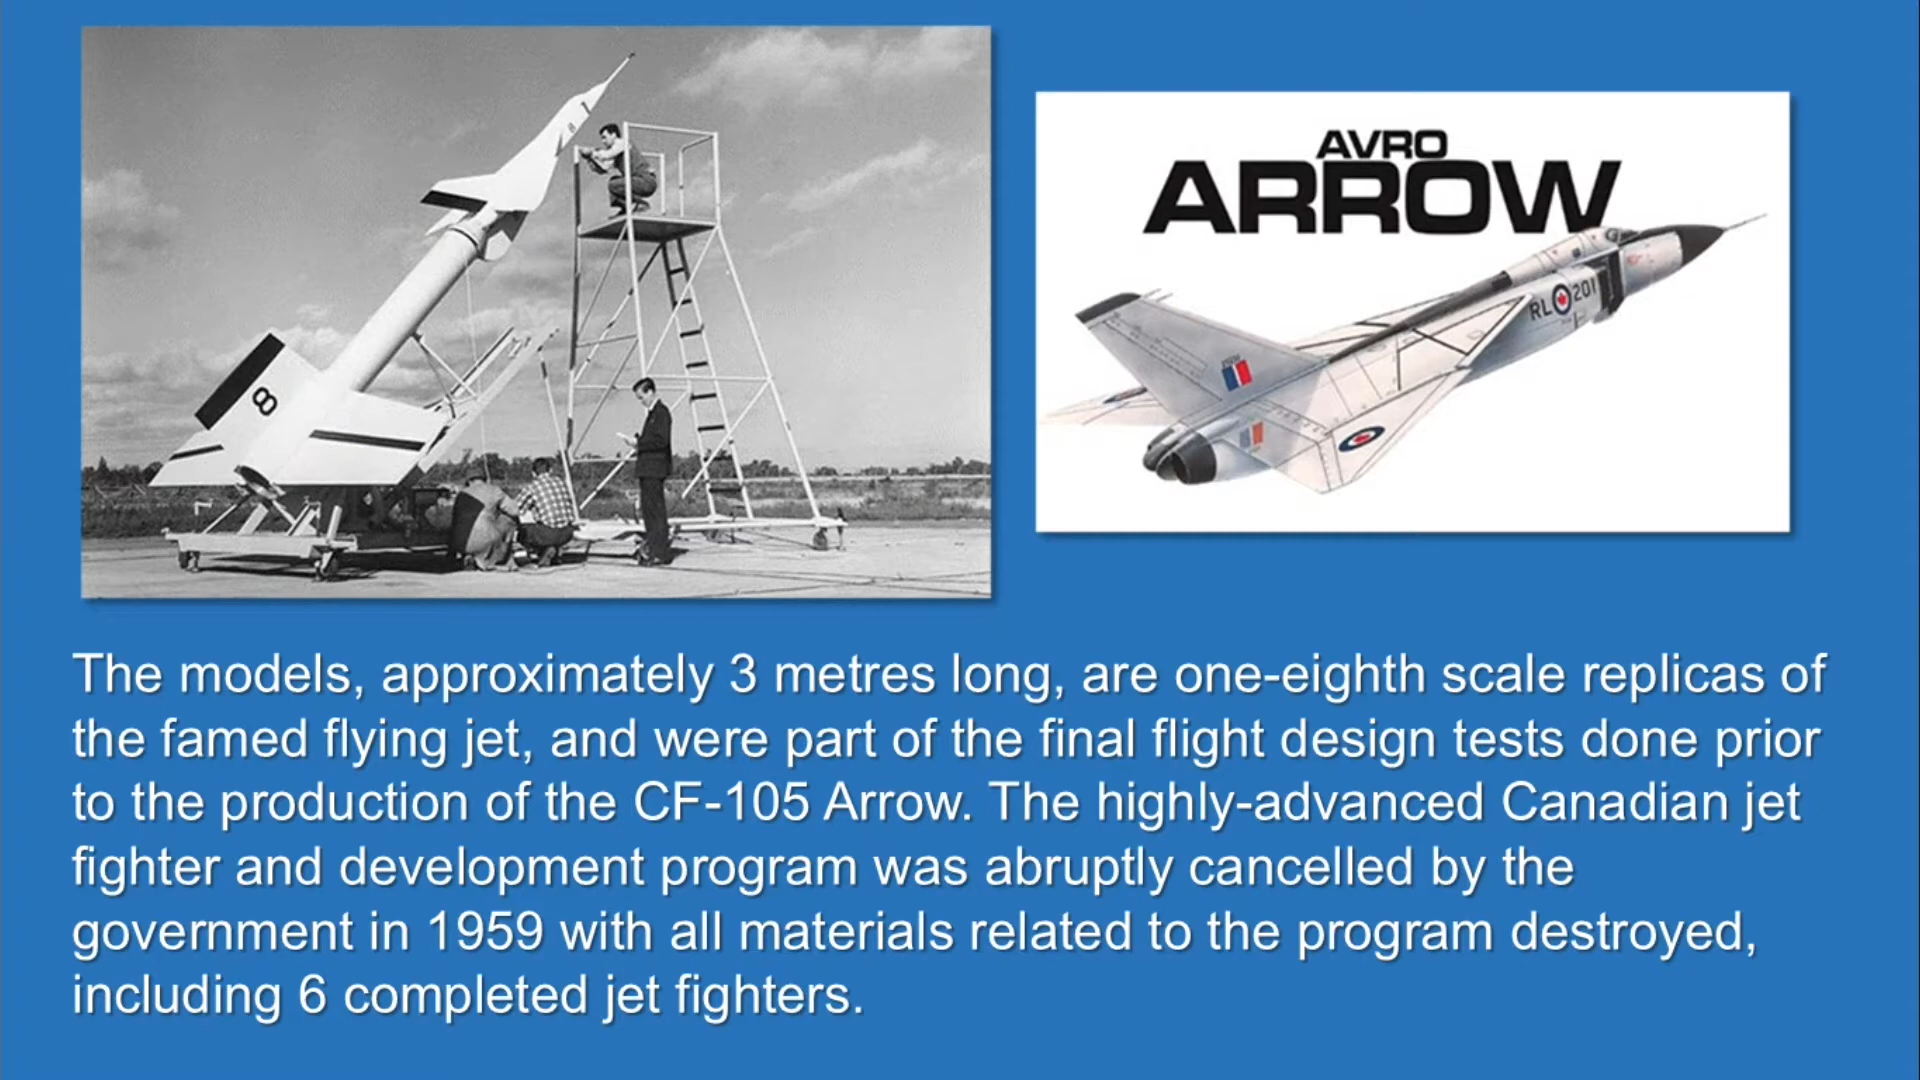 8
AVRO
ARROW
RL 201
The models, approximately 3 metres long, are one-eighth scale replicas of
the famed flying jet, and were part of the final flight design tests done prior
to the production of the CF-105 Arrow. The highly-advanced Canadian jet
fighter and development program was abruptly cancelled by the
government in 1959 with all materials related to the program destroyed,
including 6 completed jet fighters.